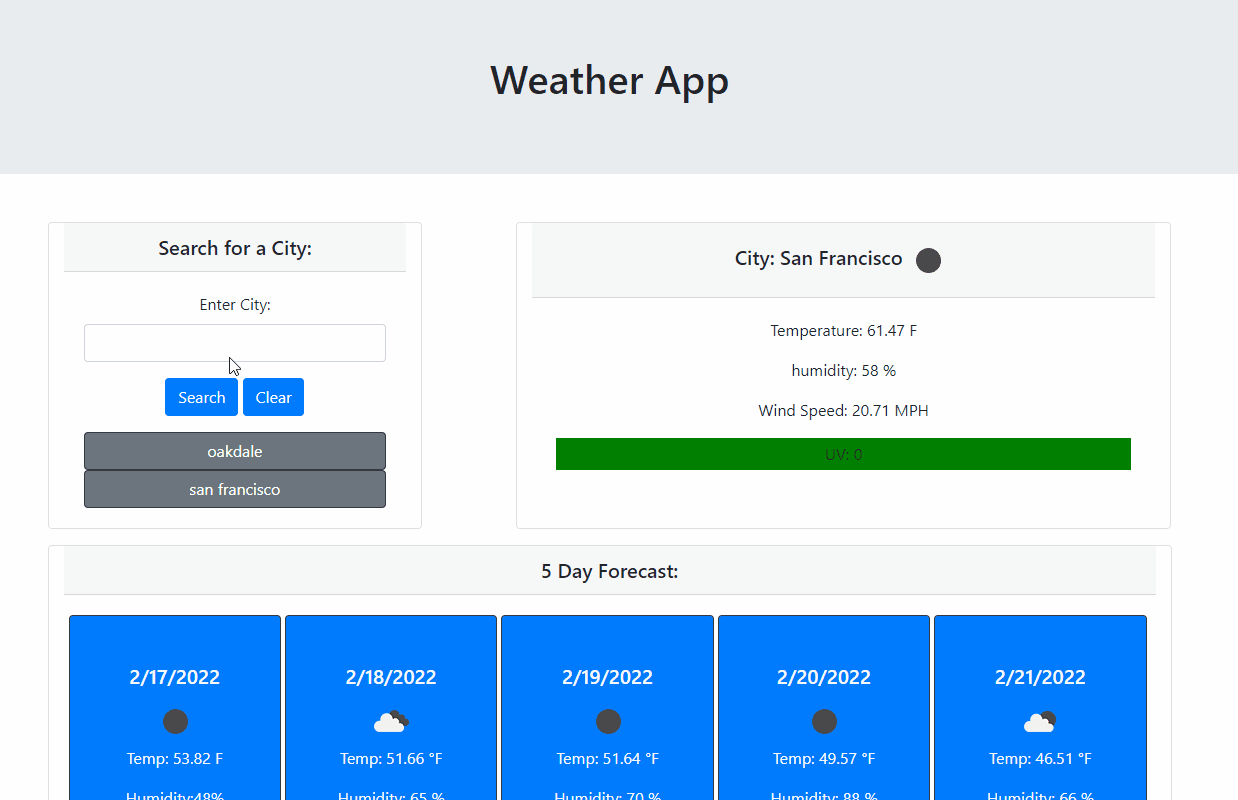 Weather App
Search for a City:
Enter City:
Search Clear
oakdale
san francisco
City: San Francisco
Temperature: 61.47 F
humidity: 58 %
Wind Speed: 20.71 MPH
UV: 0
5 Day Forecast:
2/17/2022
Temp: 53.82 F
Humidity:48%
2/18/2022
Temp: 51.66 °F
Humidity: 65 %
2/19/2022
Temp: 51.64 °F
Humidity: 70 %
2/20/2022
Temp: 49.57 °F
Humidity: 88 %
2/21/2022
Temp: 46.51 °F
Humidity: 66 %